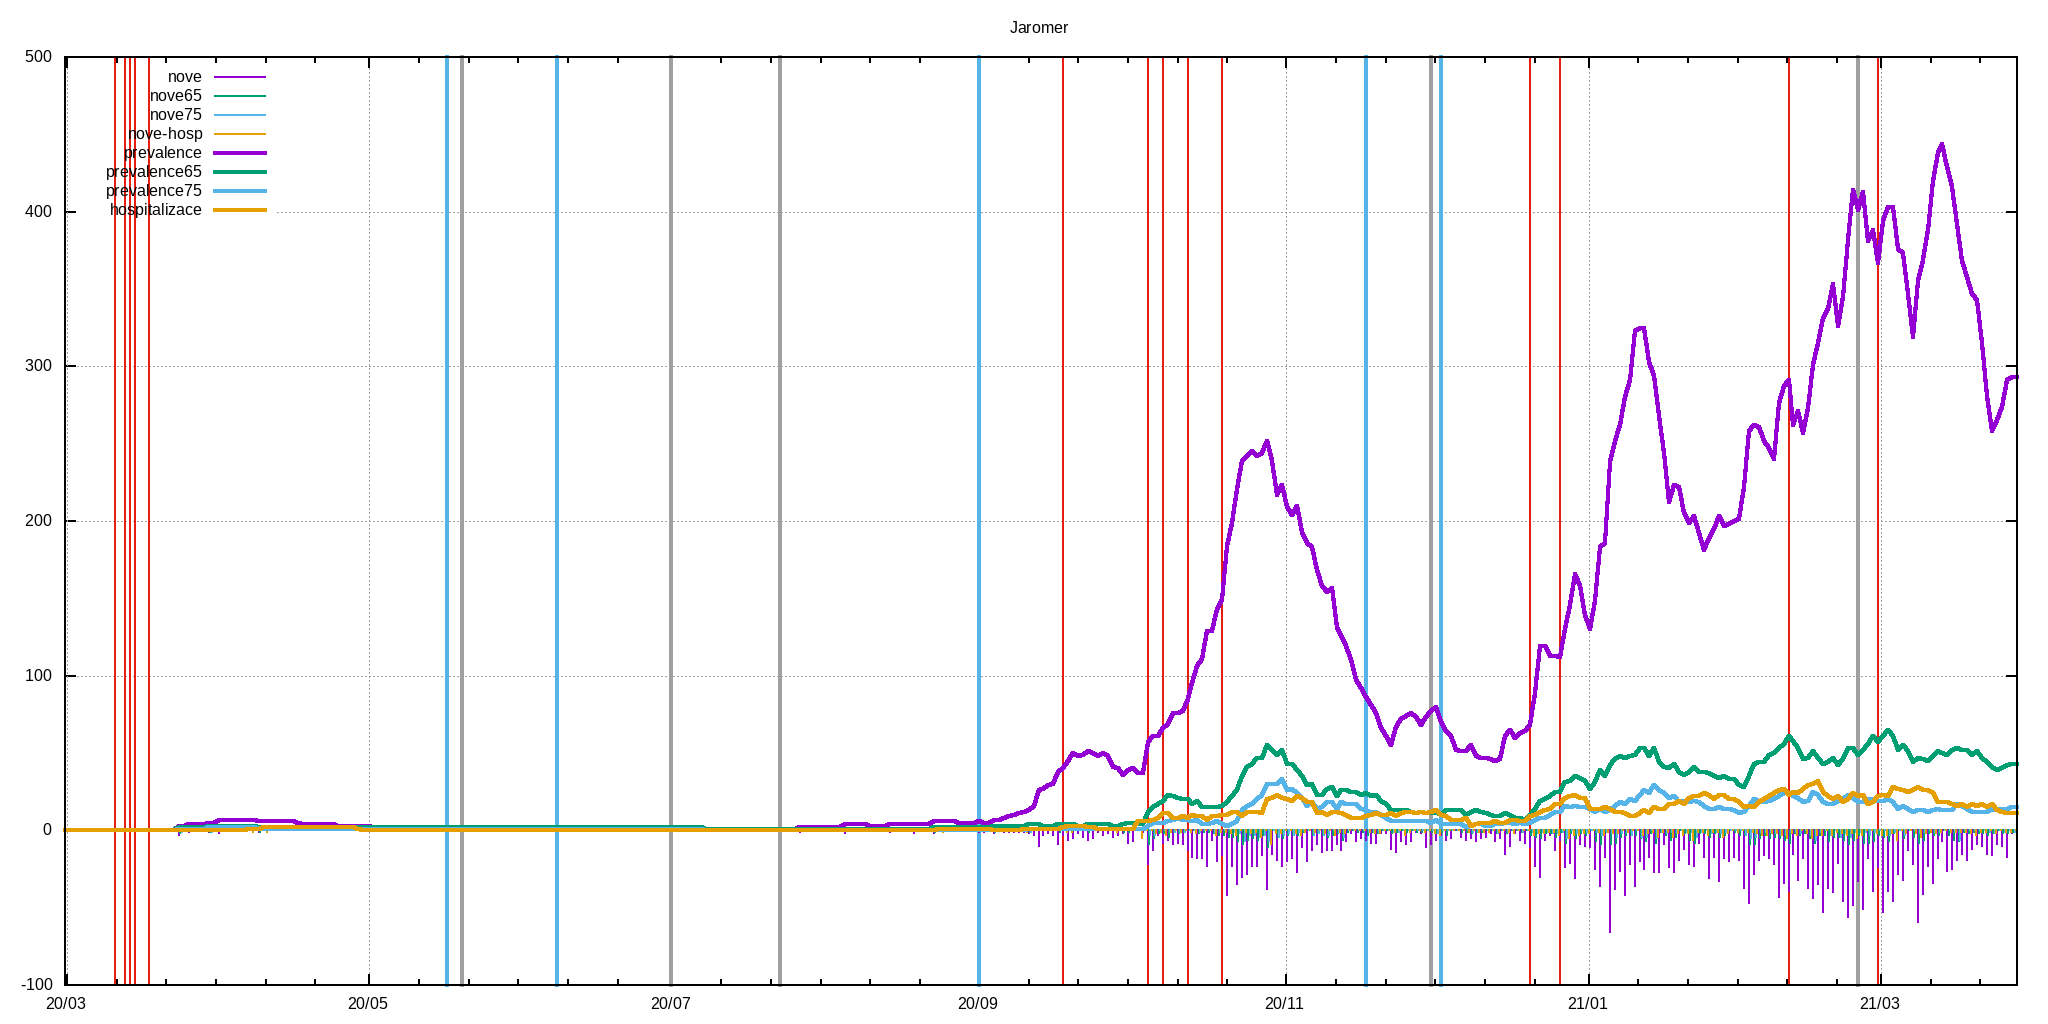 Jaromer
500
400
300
200
100
0
-100
nove
nove65
nove75
nove-hosp
prevalence
prevalence65
prevalence75
hospitalizace
20/03
20/05
20/07
20/09
20/11
21/01
21/03